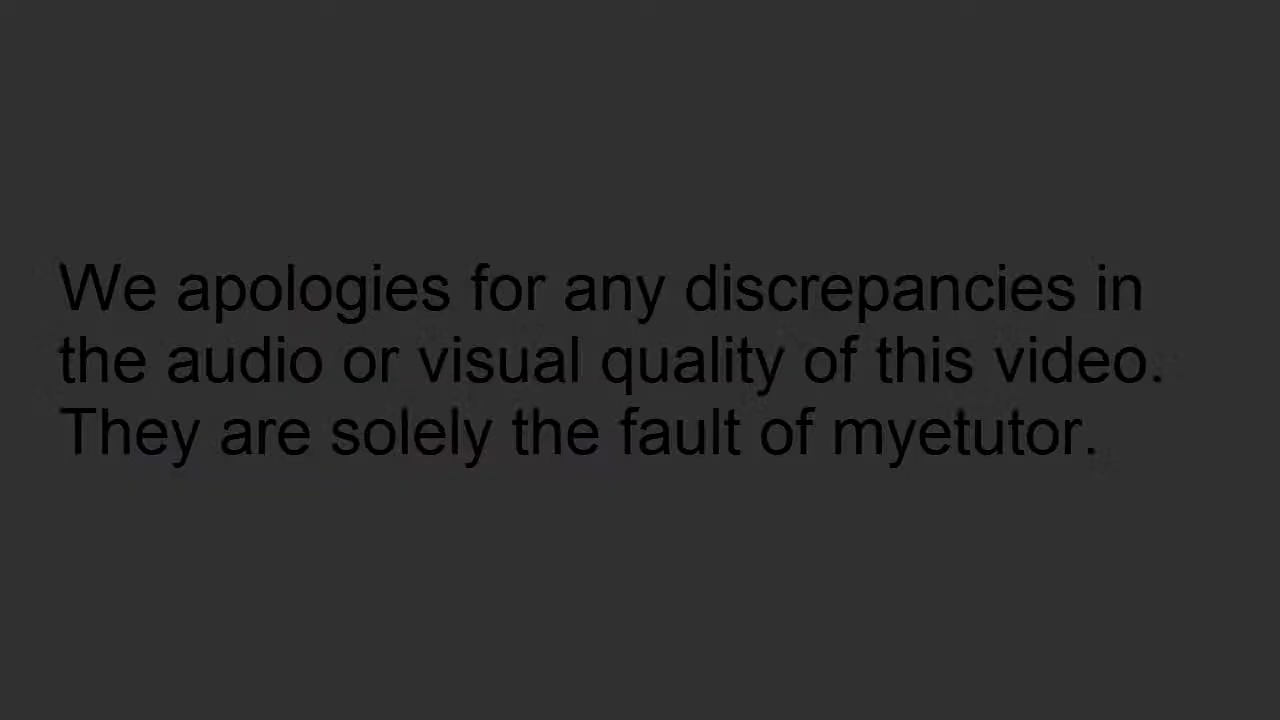 We apologies for any discrepancies in
the audio or visual quality of this video.
They are solely the fault of myetutor.